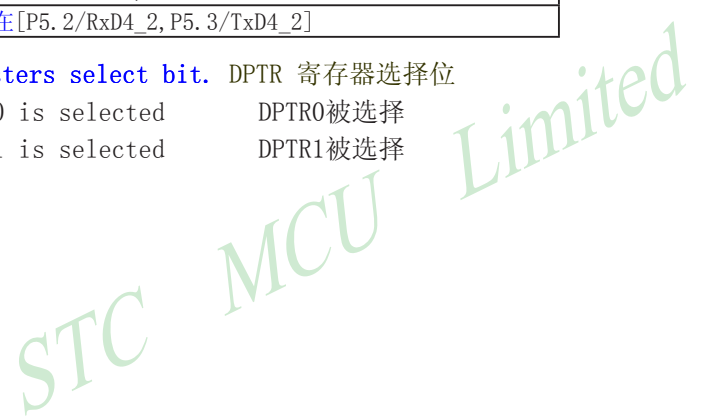 在[P5.2/RxD4_2,P5.3/TxD4_2]
ters select bit. DPTR 寄存器选择位
is selected DPTR0被选择
is selected DPTR1被选择
STC MCU Limited